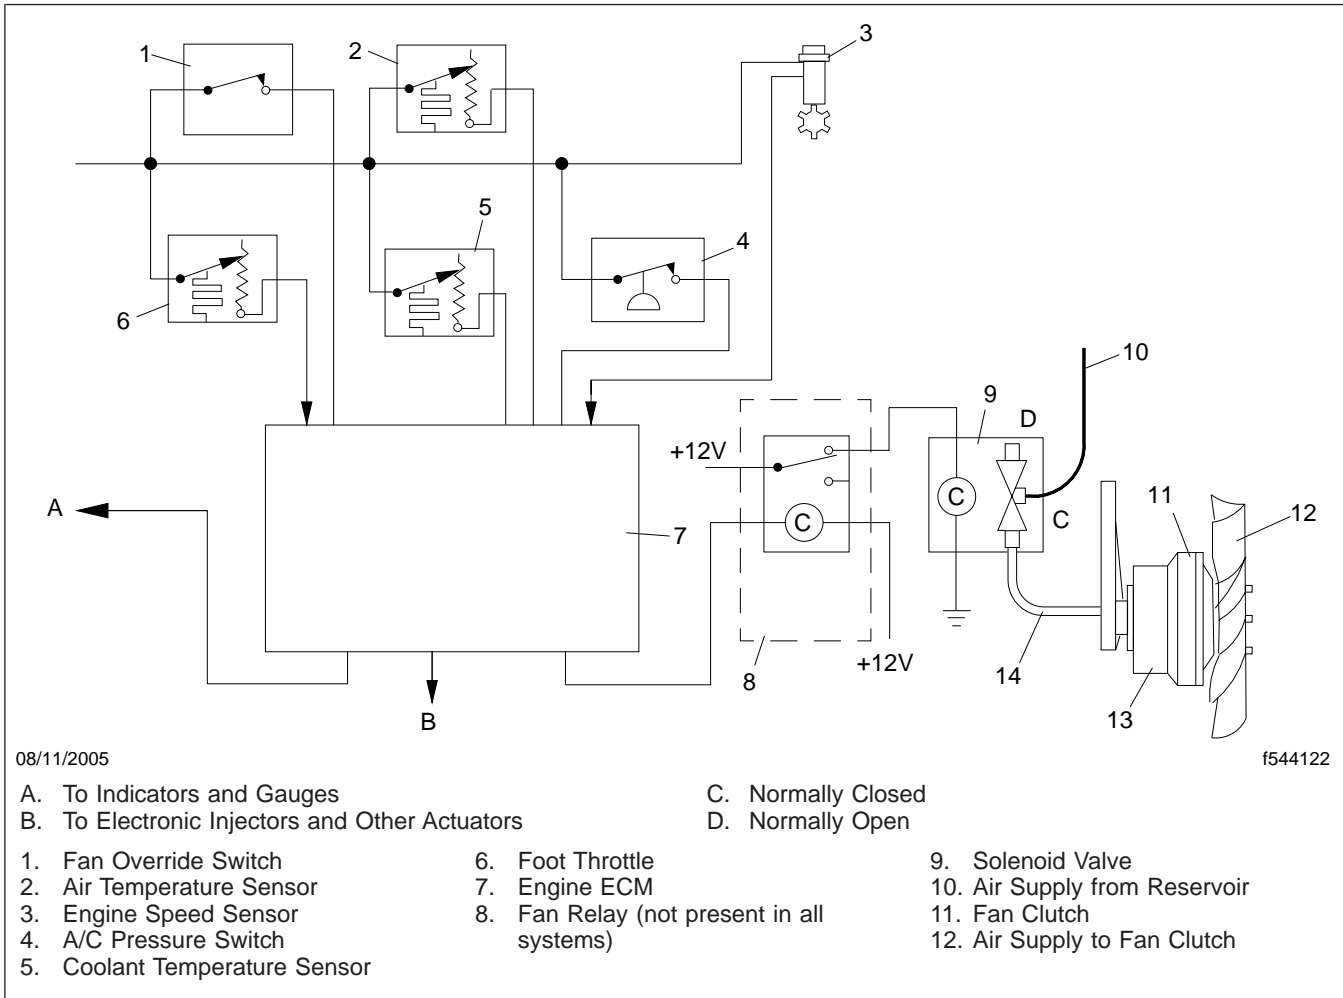 1
2
3
4
5
6
7
8
9
10
11
12
13
14
A
B
C
C
C
D
+12V
+12V
08/11/2005
f544122
A. To Indicators and Gauges
B. To Electronic Injectors and Other Actuators
C. Normally Closed
D. Normally Open
1. Fan Override Switch
2. Air Temperature Sensor
3. Engine Speed Sensor
4. A/C Pressure Switch
5. Coolant Temperature Sensor
6. Foot Throttle
7. Engine ECM
8. Fan Relay (not present in all
systems)
9. Solenoid Valve
10. Air Supply from Reservoir
11. Fan Clutch
12. Air Supply to Fan Clutch